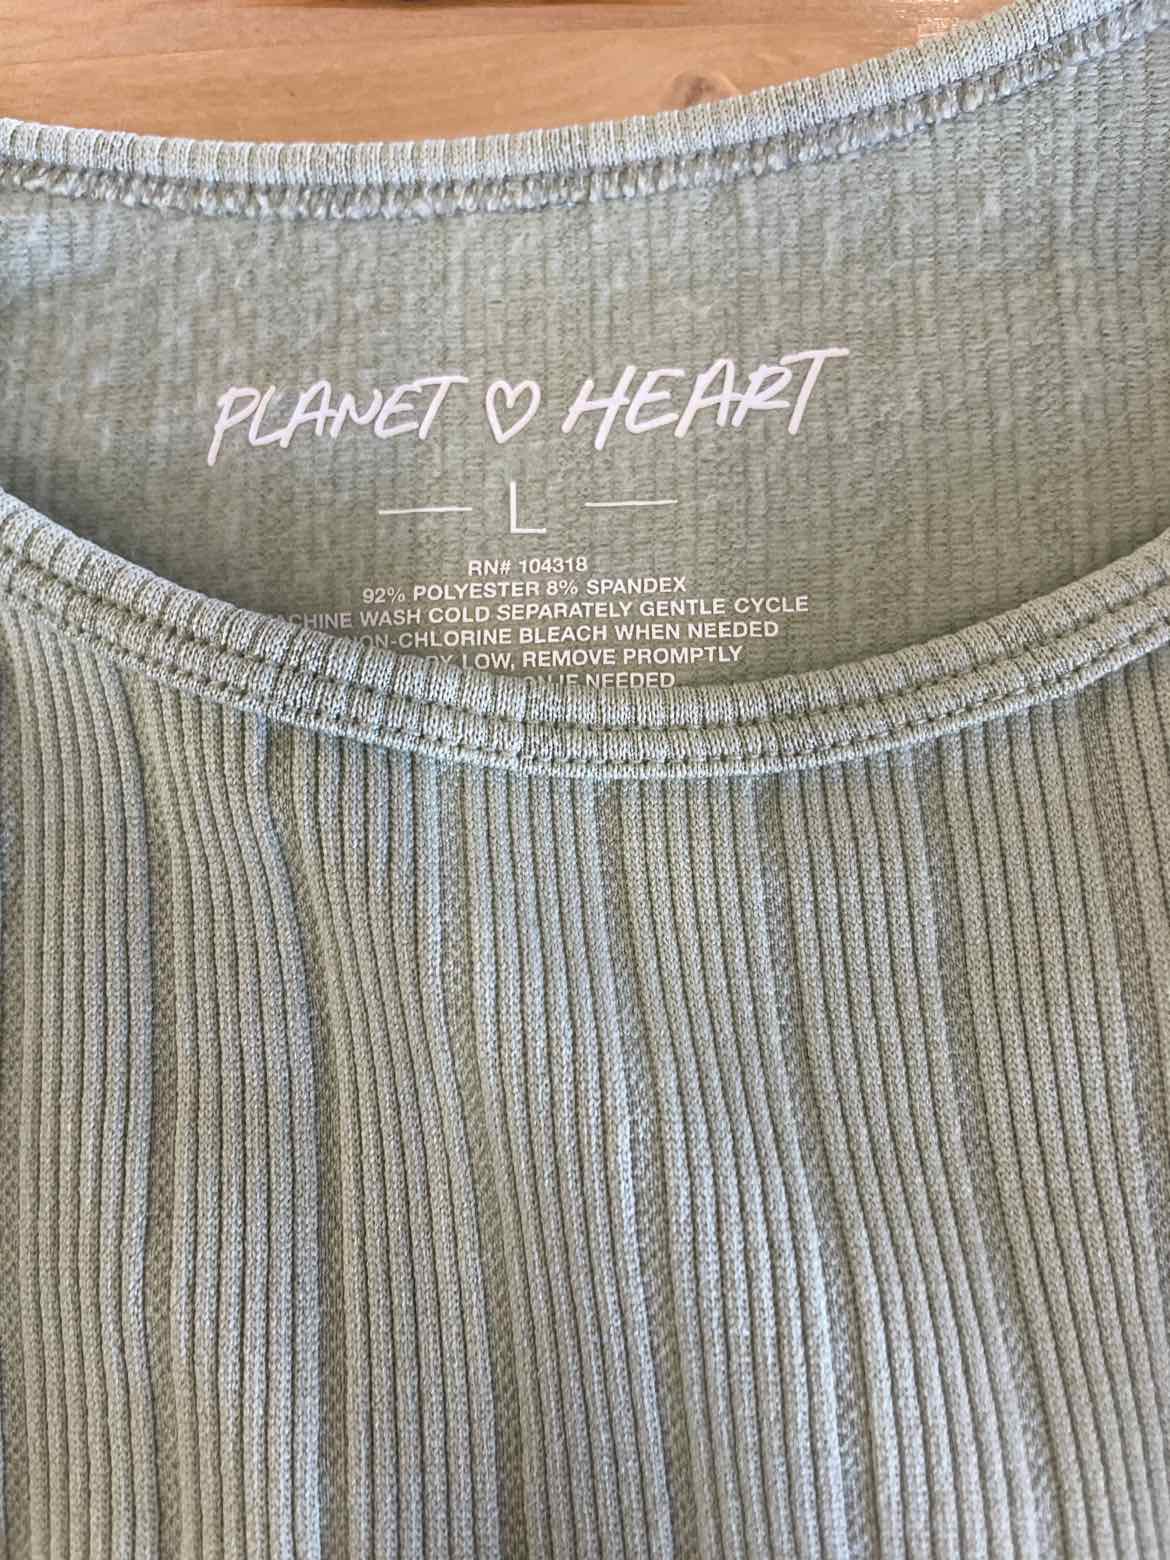 PLANET ♡ HEART
L
RN# 104318
92% POLYESTER 8% SPANDEX
WASH COLD SEPARATELY GENTLE CYCLE
CHLORINE BLEACH WHEN NEEDED
LOW, REMOVE PROMPTLY
IF NEEDED